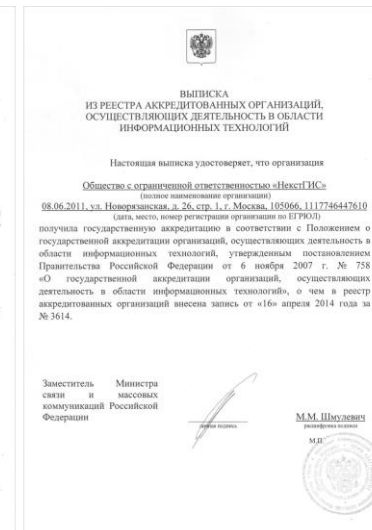 ВЫПИСКА
ИЗ РЕЕСТРА АККРЕДИТОВАННЫХ ОРГАНИЗАЦИЙ,
ОСУЩЕСТВЛЯЮЩИХ ДЕЯТЕЛЬНОСТЬ В ОБЛАСТИ
ИНФОРМАЦИОННЫХ ТЕХНОЛОГИЙ
Настоящая выписка удостоверяет, что организация
Общество с ограниченной ответственностью «НекстГИС»
(полное наименование организации)
08.06.2011, ул. Новорязанская, д. 26, стр. 1, г. Москва, 105066, 1117746447610
(дата, место, номер регистрации организации по ЕГРЮЛ)
получила государственную аккредитацию в соответствии с Положением о
государственной аккредитации организаций, осуществляющих деятельность в
области информационных технологий, утвержденным постановлением
Правительства Российской Федерации от 6 ноября 2007 г. № 758
«О государственной аккредитации организаций, осуществляющих
деятельность в области информационных технологий», о чем в реестр
аккредитованных организаций внесена запись от «16» апреля 2014 года за
№ 3614.
Заместитель Министра
связи и массовых
коммуникаций Российской
Федерации
личная подпись
М.М. Шмулевич
расшифровка подписи
М.П.